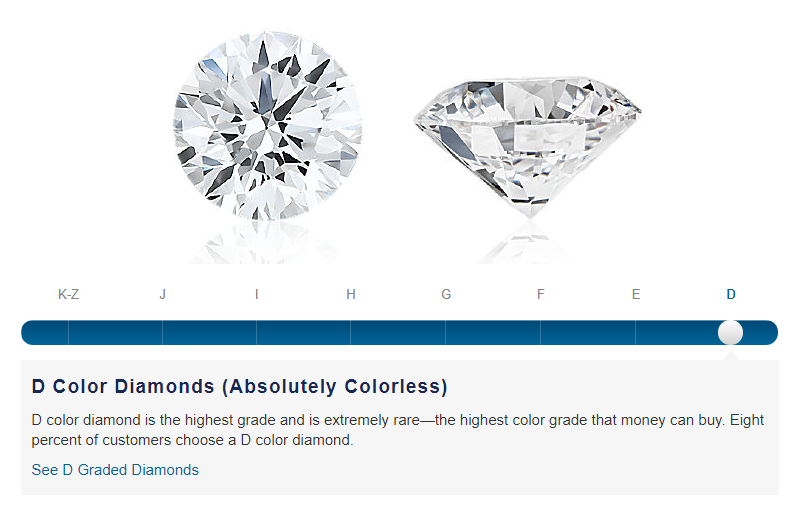 K-Z J I H G F E D
D Color Diamonds (Absolutely Colorless)
D color diamond is the highest grade and is extremely rare—the highest color grade that money can buy. Eight
percent of customers choose a D color diamond.
See D Graded Diamonds